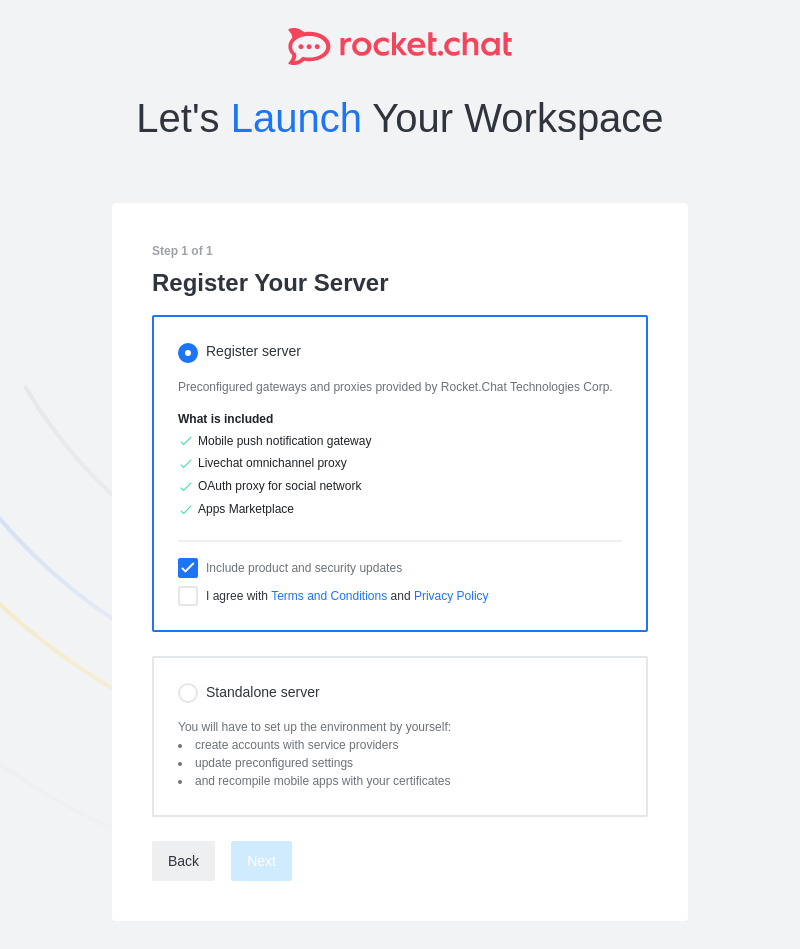 rocket.chat
Let's Launch Your Workspace
Step 1 of 1
Register Your Server
Register server
Preconfigured gateways and proxies provided by Rocket.Chat Technologies Corp.
What is included
Mobile push notification gateway
Livechat omnichannel proxy
OAuth proxy for social network
Apps Marketplace
Include product and security updates
I agree with Terms and Conditions and Privacy Policy
Standalone server
You will have to set up the environment by yourself:
• create accounts with service providers
• update preconfigured settings
• and recompile mobile apps with your certificates
Back Next